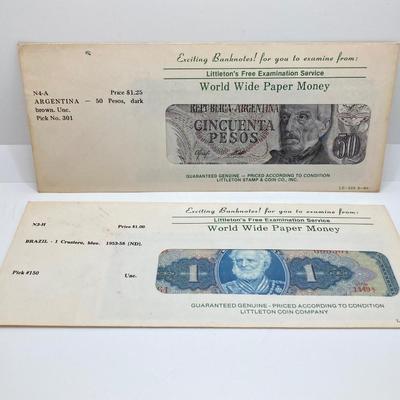 Exciting Banknotes! for you to examine from:
Littleton's Free Examination Service
World Wide Paper Money
N4-A Price $1.25
ARGENTINA — 50 Pesos, dark
brown. Unc.
Pick No. 301
REPUBLICA ARGENTINA
CINCUENTA
PESOS
50
GUARANTEED GENUINE — PRICED ACCORDING TO CONDITION
LITTLETON STAMP & COIN CO., INC.
Exciting Banknotes! for you to examine from:
Littleton's Free Examination Service
World Wide Paper Money
N3-H Price $1.00
BRAZIL - 1 Cruzeiro, blue. 1953-58 (ND).
Pick #150 Unc.
1 1
GUARANTEED GENUINE - PRICED ACCORDING TO CONDITION
LITTLETON COIN COMPANY